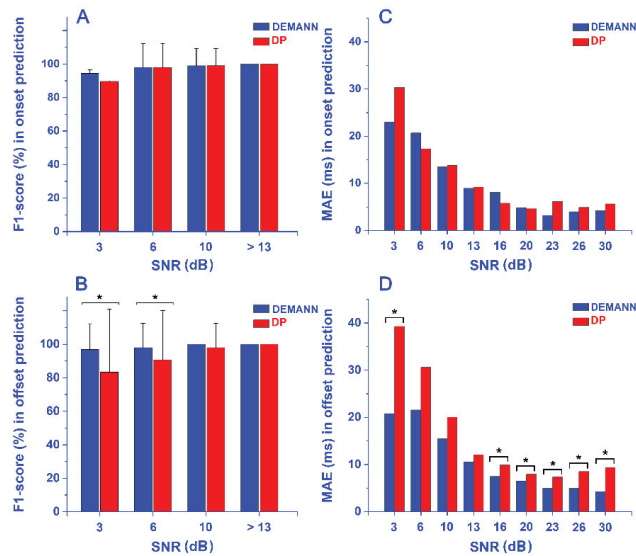 A
DEMANN
DP
F1-score (%) in onset prediction
100
80
60
40
20
0
3 6 10 > 13
SNR (dB)
C
DEMANN
DP
MAE (ms) in onset prediction
40
30
20
10
0
3 6 10 13 16 20 23 26 30
SNR (dB)
B
DEMANN
DP
* *
F1-score (%) in offset prediction
100
80
60
40
20
0
3 6 10 > 13
SNR (dB)
D
DEMANN
DP
* * * * * *
MAE (ms) in offset prediction
40
30
20
10
0
3 6 10 13 16 20 23 26 30
SNR (dB)